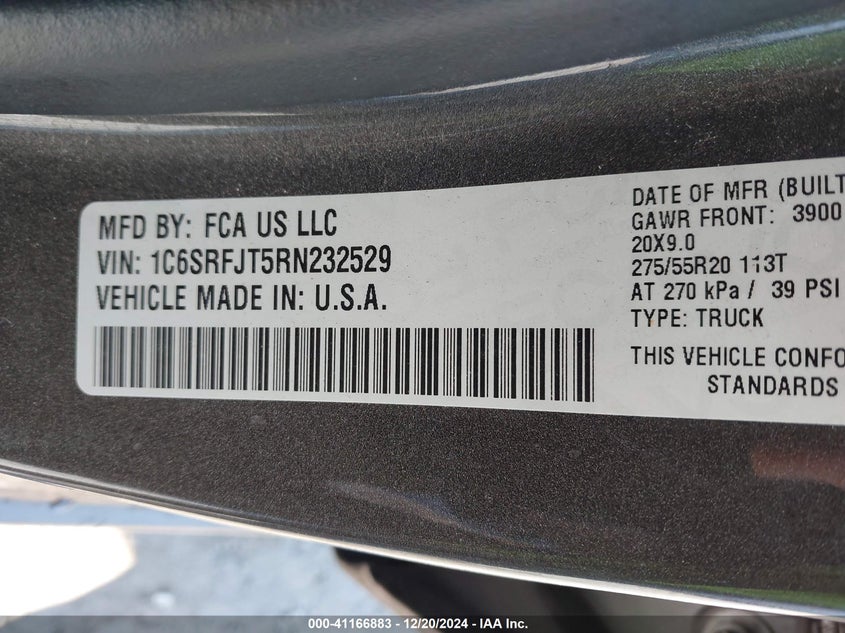 MFD BY: FCA US LLC
VIN: 1C6SRFJT5RN232529
VEHICLE MADE IN: U.S.A.
DATE OF MFR (BUILT
GAWR FRONT: 3900
20X9.0
275/55R20 113T
AT 270 kPa / 39 PSI
TYPE: TRUCK
THIS VEHICLE CONFO
STANDARDS
000-41166883 - 12/20/2024 - IAA Inc.